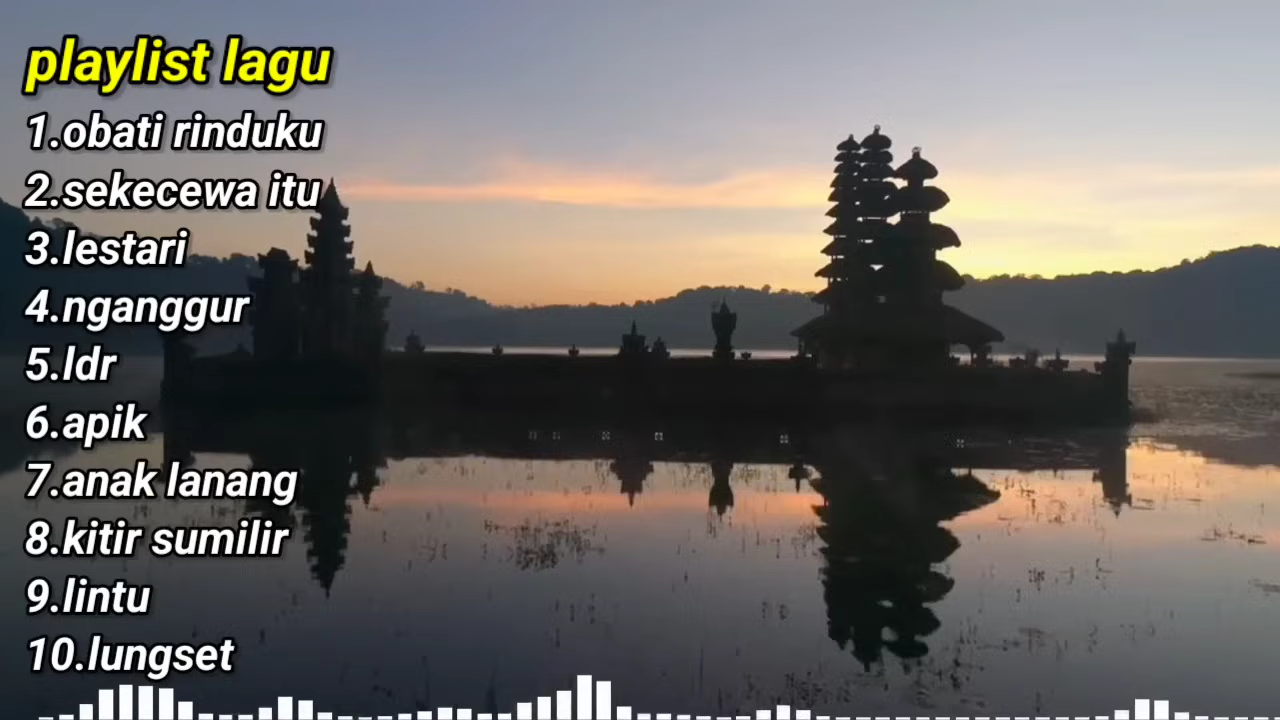 playlist lagu
1.obati rinduku
2.sekecewa itu
3.lestari
4.nganggur
5.ldr
6.apik
7.anak lanang
8.kitir sumilir
9.lintu
10.lungset